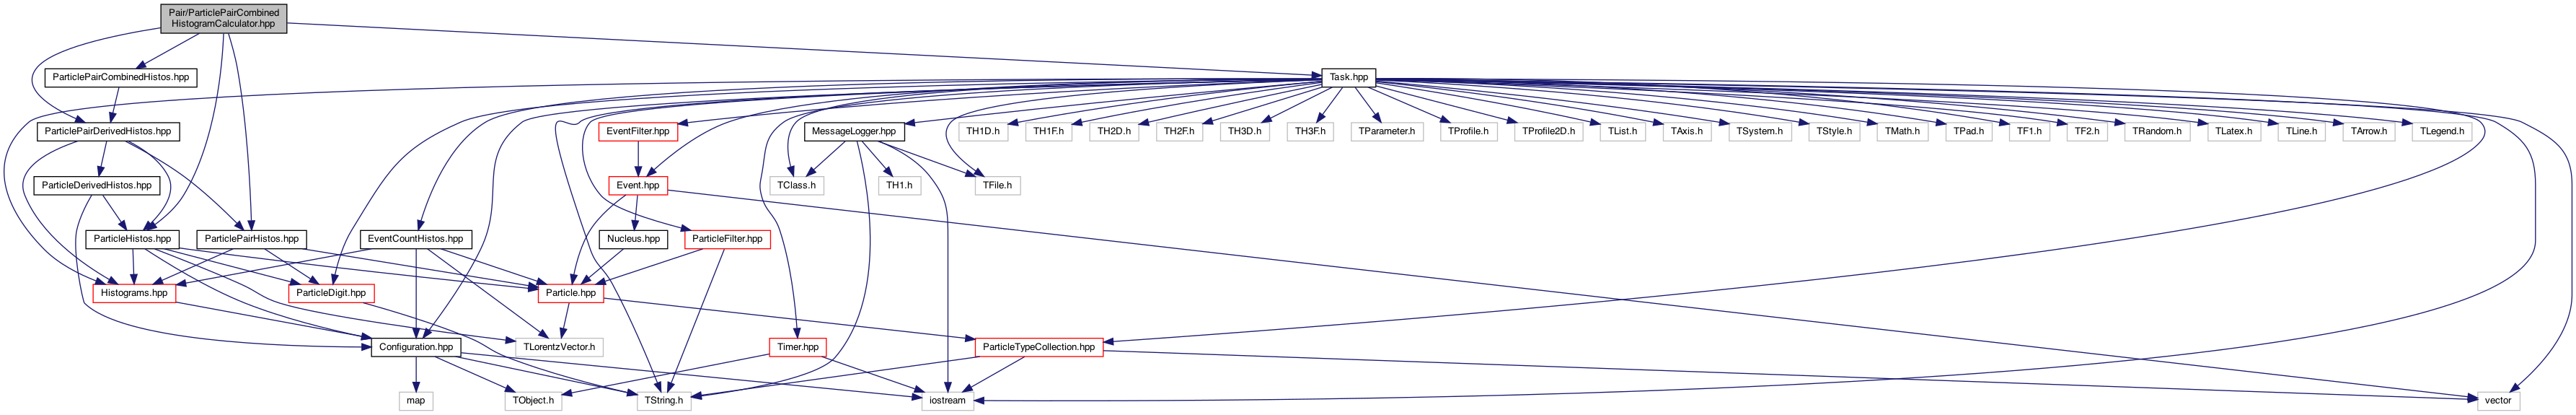 Pair/ParticlePairCombined
HistogramCalculator.hpp
ParticlePairCombinedHistos.hpp
Task.hpp
ParticlePairDerivedHistos.hpp
EventFilter.hpp
MessageLogger.hpp
TH1D.h
TH1F.h
TH2D.h
TH2F.h
TH3D.h
TH3F.h
TParameter.h
TProfile.h
TProfile2D.h
TList.h
TAxis.h
TSystem.h
TStyle.h
TMath.h
TPad.h
TF1.h
TF2.h
TRandom.h
TLatex.h
TLine.h
TArrow.h
TLegend.h
ParticleDerivedHistos.hpp
Event.hpp
TClass.h
TH1.h
TFile.h
ParticleHistos.hpp
ParticlePairHistos.hpp
EventCountHistos.hpp
Nucleus.hpp
ParticleFilter.hpp
Histograms.hpp
ParticleDigit.hpp
Particle.hpp
Configuration.hpp
TLorentzVector.h
Timer.hpp
ParticleTypeCollection.hpp
map
TObject.h
TString.h
iostream
vector